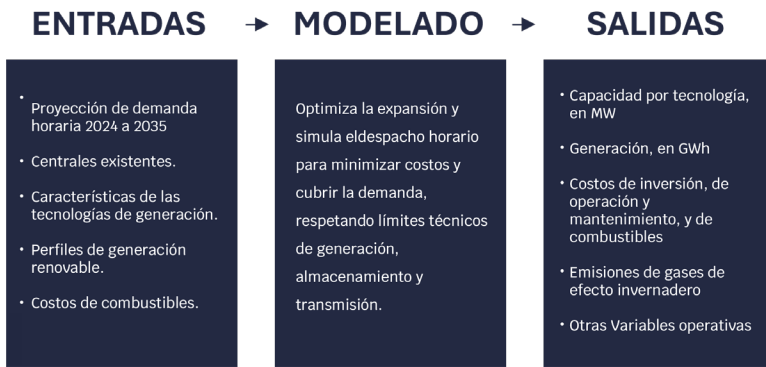 ENTRADAS
MODELADO
SALIDAS
•
Proyección de demanda
horaria 2024 a 2035
• Centrales existentes.
• Características de las
tecnologías de generación.
• Perfiles de generación
renovable.
• Costos de combustibles.
Optimiza la expansión y
simula eldespacho horario
para minimizar costos y
cubrir la demanda,
respetando límites técnicos
de generación,
almacenamiento y
transmisión.
• Capacidad por tecnología,
en MW
• Generación, en GWh
• Costos de inversión, de
operación y
mantenimiento, y de
combustibles
• Emisiones de gases de
efecto invernadero
• Otras Variables operativas